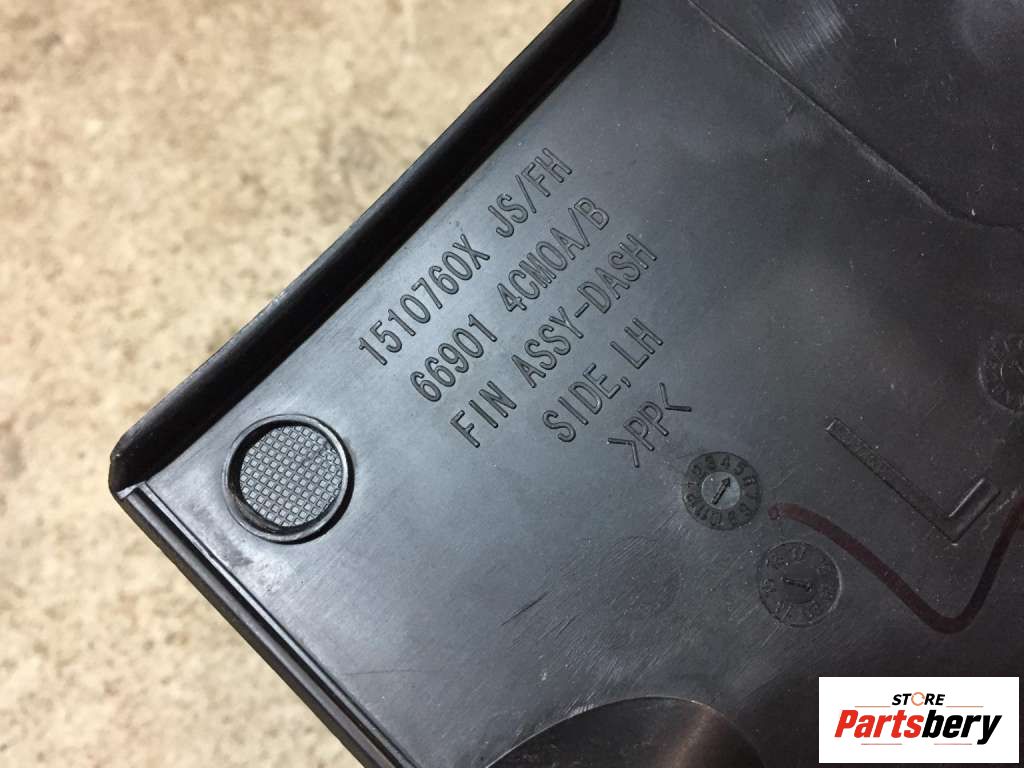 1510760X JS/FH
66901 4CM0A/B
FIN ASSY-DASH
SIDE, LH
>PP<
L
STORE
Partsbery